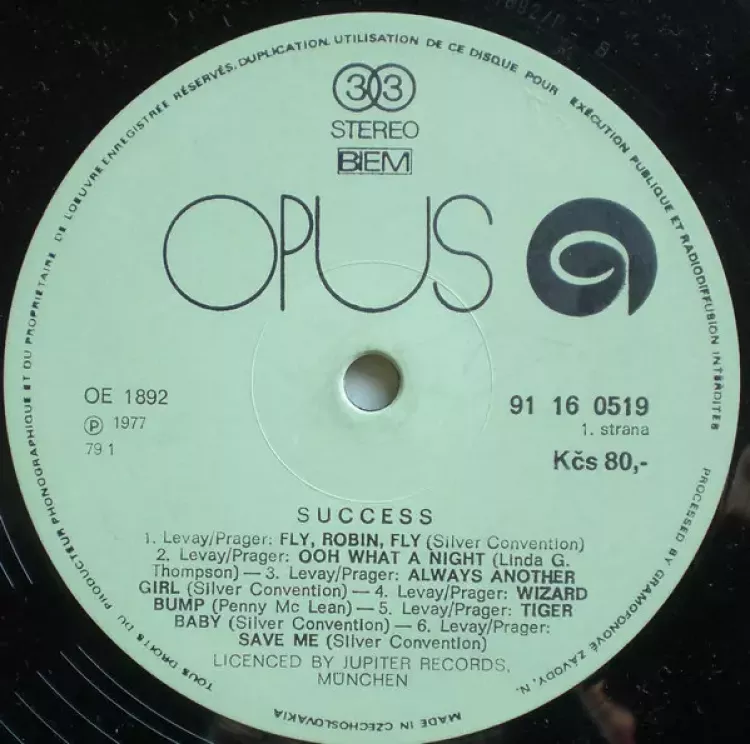 TOUS DROITS DU PRODUCTEUR PHONOGRAPHIQUE ET DU PROPRIETAIRE DE L'OEUVRE ENREGISTRÉE RÉSERVÉS, DUPLICATION, UTILISATION DE CE DISQUE POUR EXÉCUTION PUBLIQUE ET RADIODIFFUSION INTERDITES
33
STEREO
BIEM
OPUS
OE 1892
℗ 1977
79 1
91 16 0519
1. strana
Kčs 80,-
SUCCESS
1. Levay/Prager: FLY, ROBIN, FLY (Silver Convention)
2. Levay/Prager: OOH WHAT A NIGHT (Linda G.
Thompson) — 3. Levay/Prager: ALWAYS ANOTHER
GIRL (Silver Convention) — 4. Levay/Prager: WIZARD
BUMP (Penny Mc Lean) — 5. Levay/Prager: TIGER
BABY (Silver Convention) — 6. Levay/Prager:
SAVE ME (Silver Convention)
LICENCED BY JUPITER RECORDS,
MÜNCHEN
PROCESSED BY GRAMOFONOVÉ ZÁVODY, N.
MADE IN CZECHOSLOVAKIA